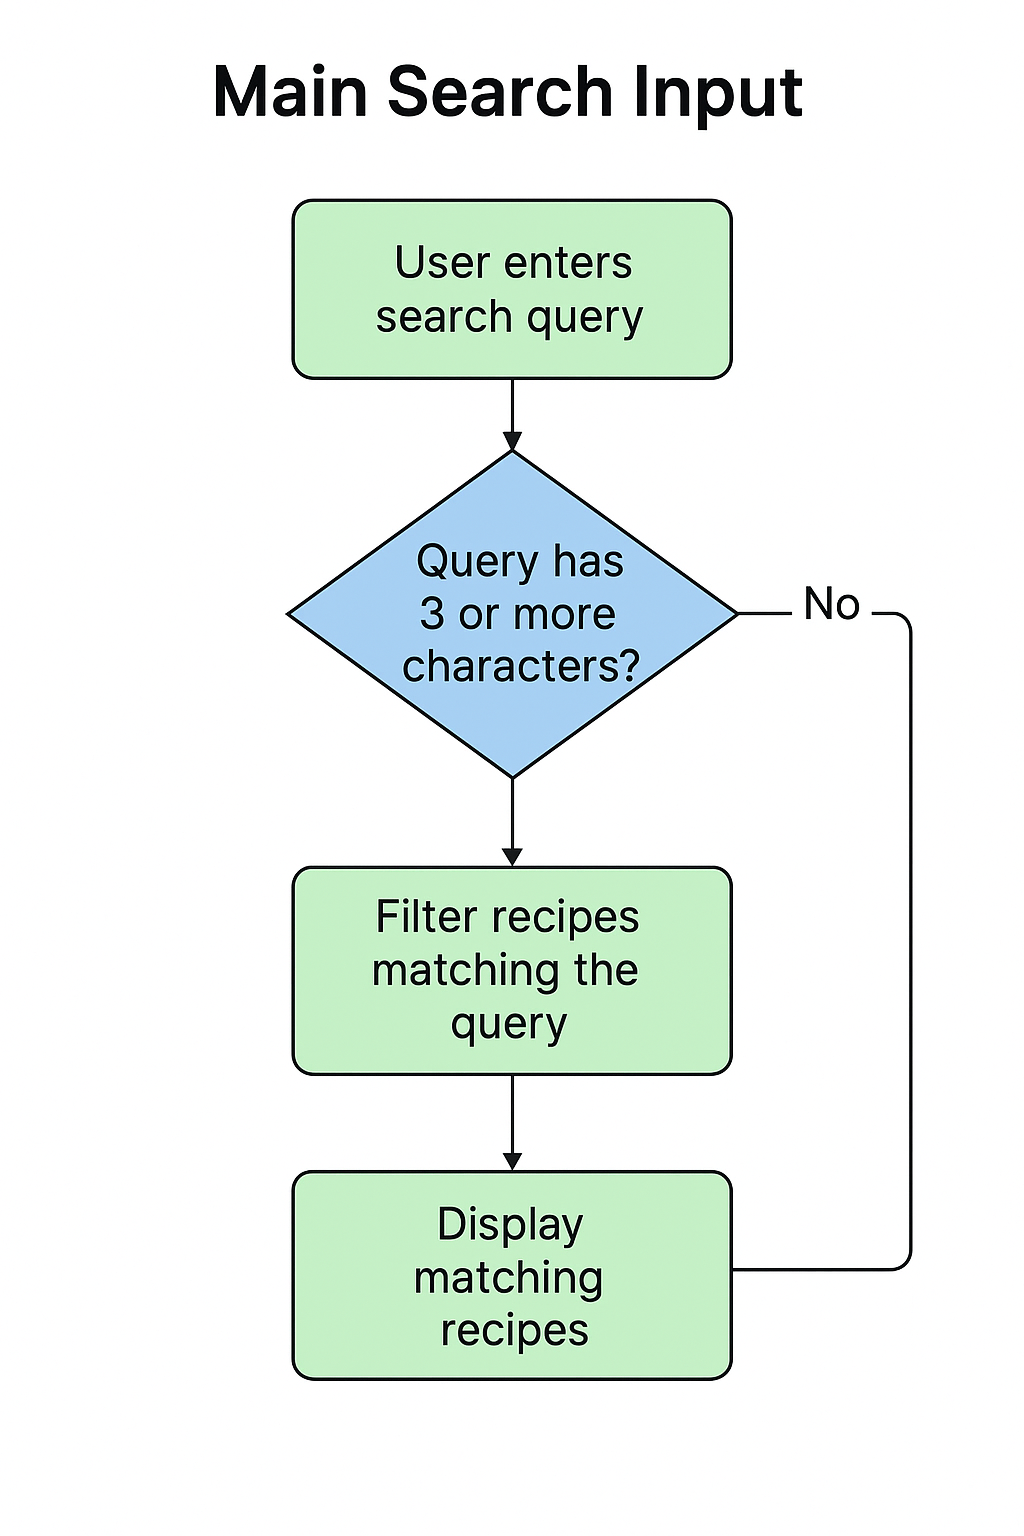 Main Search Input
User enters
search query
Query has
3 or more
characters?
No
Filter recipes
matching the
query
Display
matching
recipes